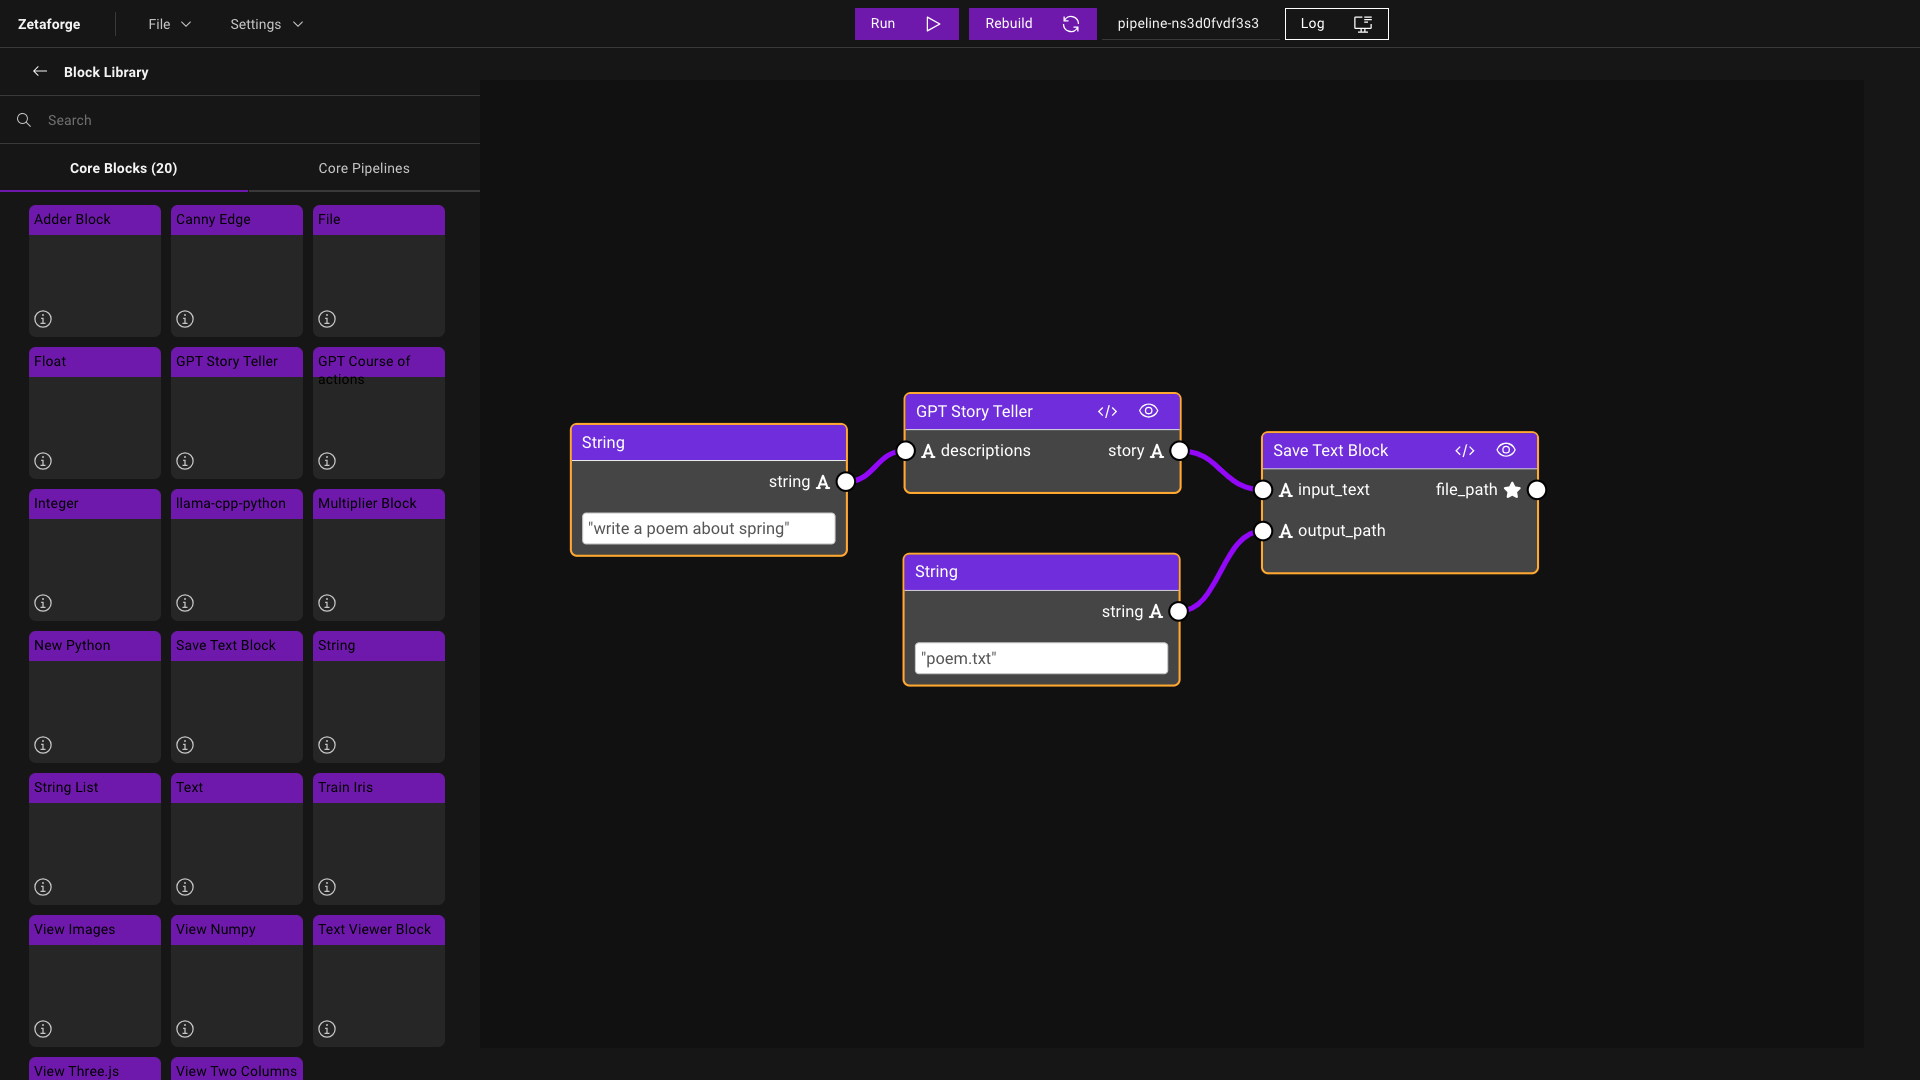 Zetaforge
File
Settings
Run
Rebuild
pipeline-ns3d0fvdf3s3
Log
Block Library
Search
Core Blocks (20)
Core Pipelines
Adder Block
Canny Edge
File
Float
GPT Story Teller
GPT Course of
actions
Integer
llama-cpp-python
Multiplier Block
New Python
Save Text Block
String
String List
Text
Train Iris
View Images
View Numpy
Text Viewer Block
View Three.js
View Two Columns
String
string A
"write a poem about spring"
GPT Story Teller </>
A descriptions
story A
String
string A
"poem.txt"
Save Text Block </>
A input_text
file_path
A output_path